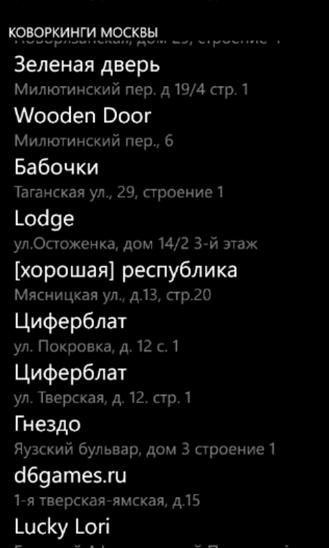 КОВОРКИНГИ МОСКВЫ
Зеленая дверь
Милютинский пер. д 19/4 стр. 1
Wooden Door
Милютинский пер., 6
Бабочки
Таганская ул., 29, строение 1
Lodge
ул.Остоженка, дом 14/2 3-й этаж
[хорошая] республика
Мясницкая ул., д.13, стр.20
Циферблат
ул. Покровка, д. 12 с. 1
Циферблат
ул. Тверская, д. 12. стр. 1
Гнездо
Яузский бульвар, дом 3 строение 1
d6games.ru
1-я тверская-ямская, д.15
Lucky Lori